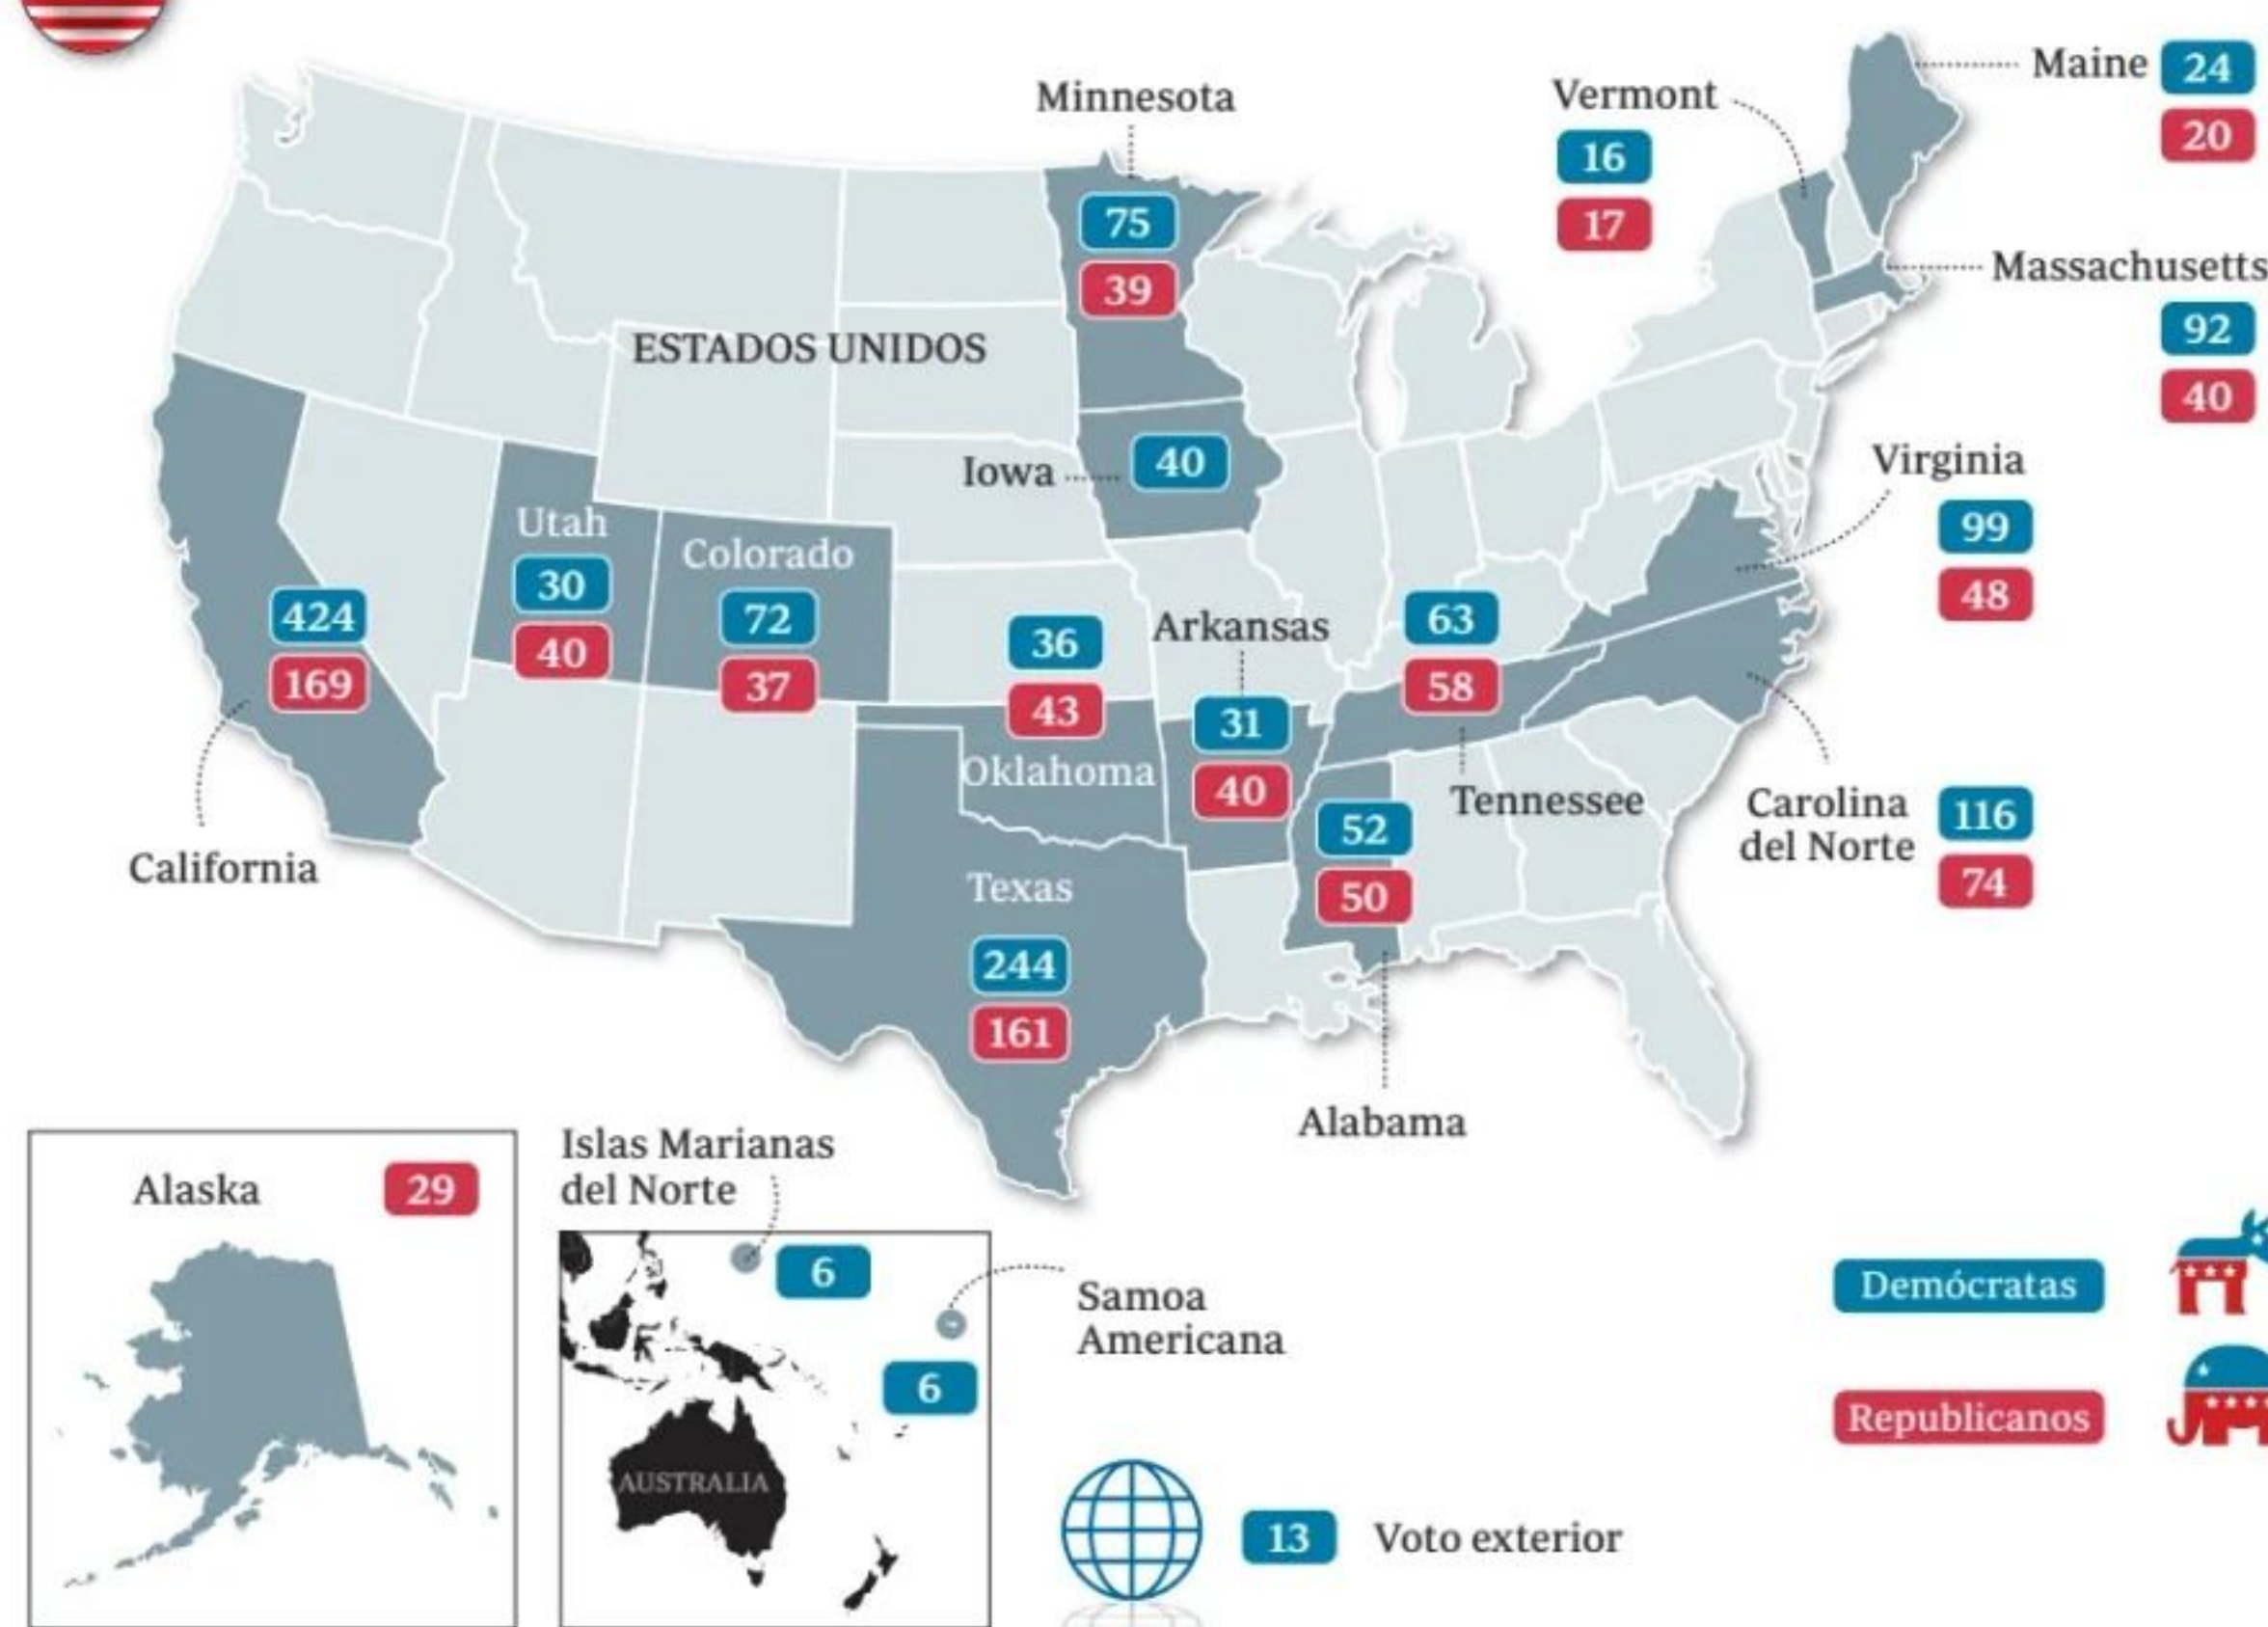 Maine
24
20
Minnesota
75
39
Vermont
16
17
Massachusetts
92
40
ESTADOS UNIDOS
Iowa
40
Virginia
99
48
Utah
30
40
Colorado
72
37
424
169
California
36
43
Oklahoma
Arkansas
31
40
63
58
Tennessee
52
50
Alabama
Carolina
del Norte
116
74
Texas
244
161
Alaska
29
Islas Marianas
del Norte
6
Samoa
Americana
6
AUSTRALIA
13
Voto exterior
Demócratas
Republicanos